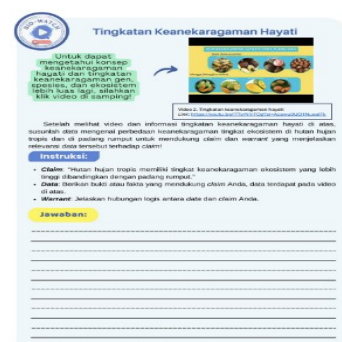 BIO-WATCH
Tingkatan Keanekaragaman Hayati
Untuk dapat
mengetahui konsep
keanekaragaman
hayati dan tingkatan
keanekaragaman gen,
spesies, dan ekosistem
lebih luas lagi, silahkan
klik video di samping!
Video 2. Tingkatan keanekaragaman hayati
Link:
Setelah melihat video dan informasi tingkatan keanekaragaman hayati di atas,
susunlah data mengenai perbedaan keanekaragaman tingkat ekosistem di hutan hujan
tropis dan di padang rumput untuk mendukung claim dan warrant yang menjelaskan
relevansi data tersebut terhadap claim!
Instruksi:
• Claim: "Hutan hujan tropis memiliki tingkat keanekaragaman ekosistem yang lebih
tinggi dibandingkan dengan padang rumput."
• Data: Berikan bukti atau fakta yang mendukung claim Anda, data terdapat pada video
di atas.
• Warrant: Jelaskan hubungan logis antara data dan claim Anda.
Jawaban: